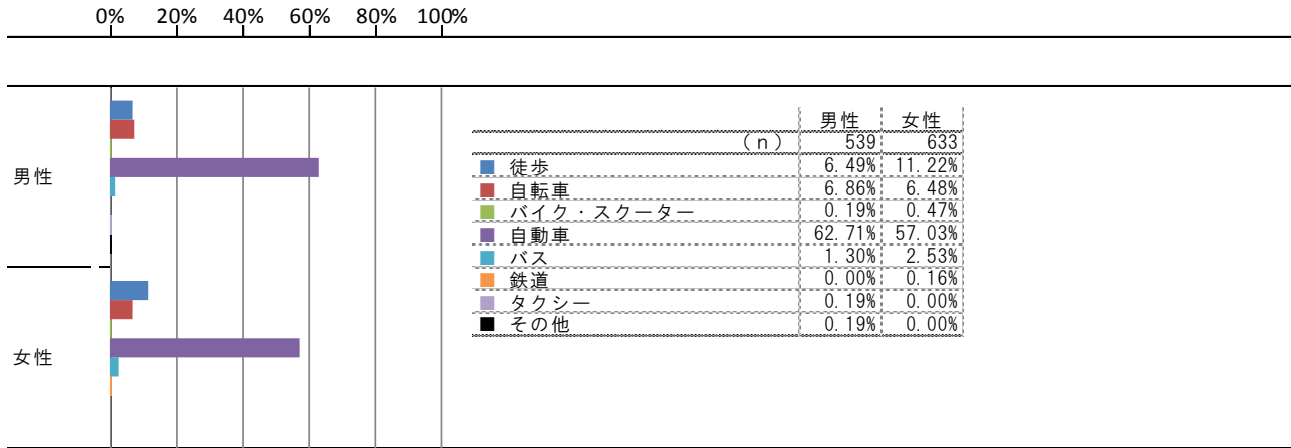 0% 20% 40% 60% 80% 100%
男性 女性
(n) 539 633
徒歩 6.49% 11.22%
自転車 6.86% 6.48%
バイク・スクーター 0.19% 0.47%
自動車 62.71% 57.03%
バス 1.30% 2.53%
鉄道 0.00% 0.16%
タクシー 0.19% 0.00%
その他 0.19% 0.00%
男性
女性